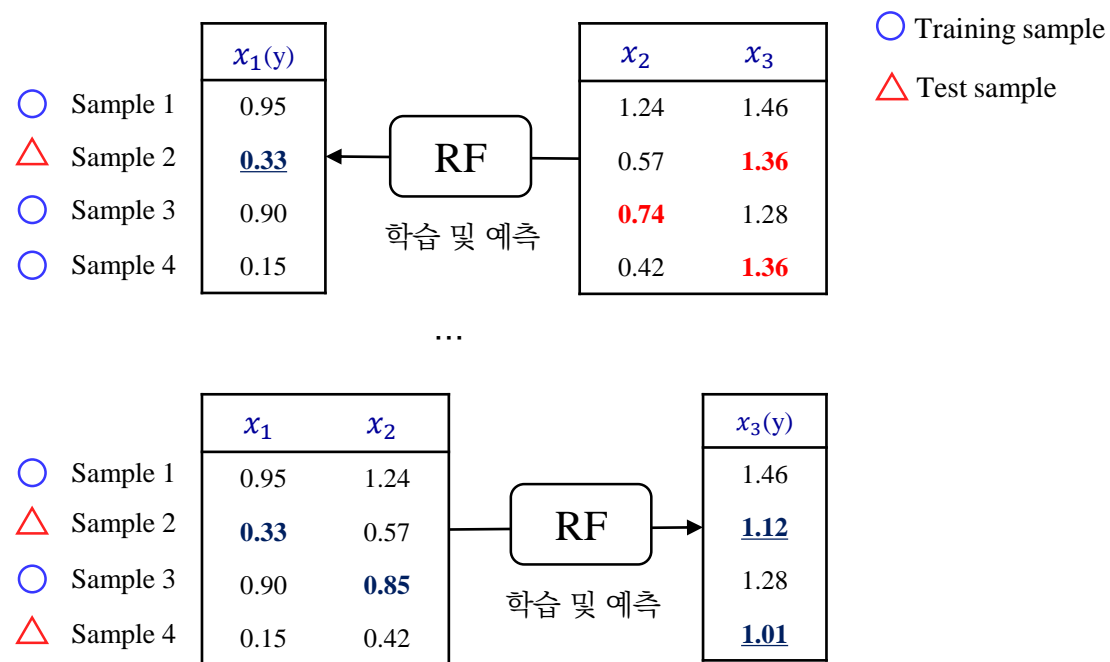 x₁(y) x₂ x₃
Training sample
Test sample
Sample 1 0.95 1.24 1.46
Sample 2 0.33 RF 0.57 1.36
Sample 3 0.90 0.74 1.28
학습 및 예측
Sample 4 0.15 0.42 1.36
...
x₁ x₂ x₃(y)
Sample 1 0.95 1.24 1.46
Sample 2 0.33 0.57 RF 1.12
Sample 3 0.90 0.85 1.28
학습 및 예측
Sample 4 0.15 0.42 1.01